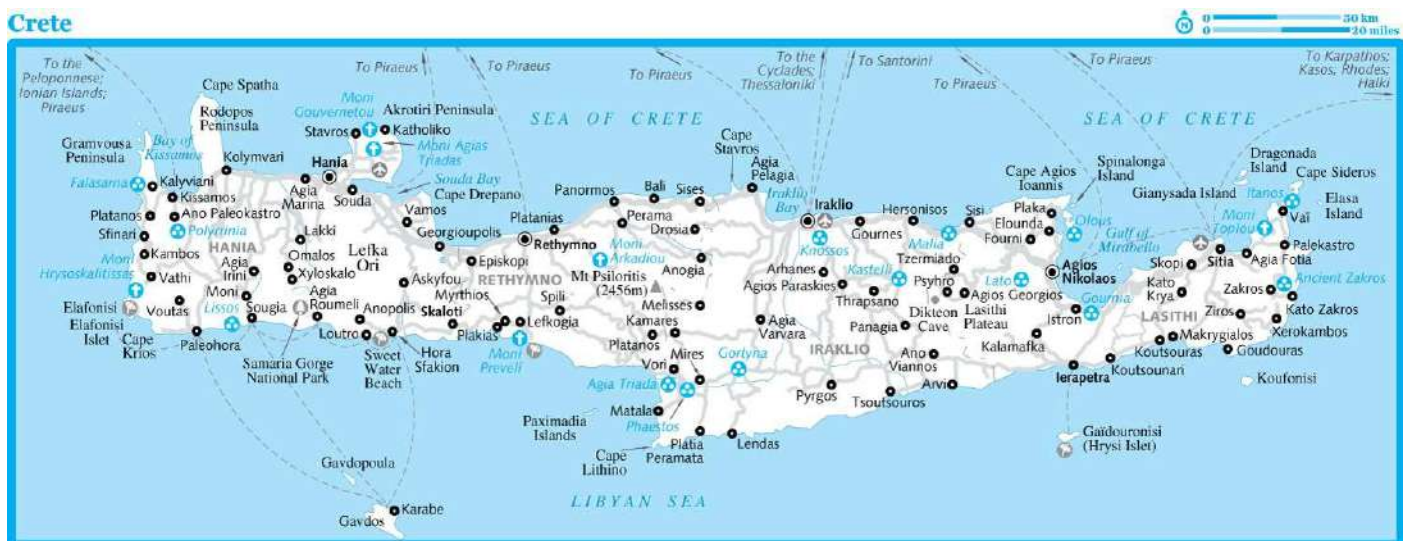 Crete
0 30 km
0 20 miles
N
To the
Peloponnese;
Ionian Islands;
Piraeus
To Piraeus
To Piraeus
To Piraeus
To the
Cyclades;
Thessaloniki
To Santorini
To Piraeus
To Piraeus
To Karpathos;
Kasos, Rhodes;
Halki
Cape Spatha
Rodopos
Peninsula
Moni
Gouvernetou
Akrotiri Peninsula
Stavros
Katholiko
Moni Agias
Triadas
SEA OF CRETE
SEA OF CRETE
Gramvousa
Peninsula
Bay of
Kissamos
Kolymvari
Hania
Souda Bay
Cape Drepano
Falasarna
Kalyviani
Kissamos
Agia
Marina
Souda
Vamos
Platanos
Ano Paleokastro
Georgioupolis
Sfinari
Polyrinia
Lakki
Lefka
Ori
Kambos
HANIA
Omalos
Moni
Hrysoskalitissas
Vathi
Agia
Irini
Xyloskalo
Askyfou
Episkopi
Elafonisi
Elafonisi
Islet
Voutas
Moni
Lissos
Sougia
Agia
Roumeli
Anopolis
Skaloti
Myrthios
Cape
Krios
Paleohora
Loutro
Samaria Gorge
National Park
Sweet
Water
Beach
Hora
Sfakion
Plakias
Lefkogia
Moni
Preveli
Spili
Platanias
Rethymno
RETHYMNO
Panormos
Bali
Sises
Perama
Drosia
Moni
Arkadiou
Mt Psiloritis
(2456m)
Anogia
Melisses
Kamares
Platanos
Mires
Vori
Agia Triada
Matala
Phaestos
Paximadia
Islands
Cape
Lithino
Platia
Peramata
Lendas
Gortyna
Agia
Varvara
Cape
Stavros
Agia
Pelagia
Iraklio
Bay
Iraklio
Knossos
Gournes
Hersonisos
Malia
Sisi
Arhanes
Agios Paraskies
Kastelli
Thrapsano
Tzermiado
Psyhro
Dikteon
Cave
Agios
Georgios
Lasithi
Plateau
Lato
Panagia
IRAKLIO
Ano
Viannos
Pyrgos
Tsoutsouros
Arvi
Kalamafka
Cape Agios
Ioannis
Spinalonga
Island
Plaka
Elounda
Fourni
Olous
Gulf of
Mirabello
Agios
Nikolaos
Gournia
Istron
Ierapetra
Koutsounari
Koutsouras
Makrygialos
Goudouras
Koufonisi
Gaïdouronisi
(Hrysi Islet)
Gianysada Island
Dragonada
Island
Cape Sideros
Itanos
Elasa
Island
Vaï
Moni
Toplou
Palekastro
Sitia
Agia Fotia
Skopi
Kato
Krya
LASITHI
Zakros
Ancient Zakros
Kato Zakros
Ziros
Xerokambos
Gavdopoula
Karabe
Gavdos
LIBYAN SEA